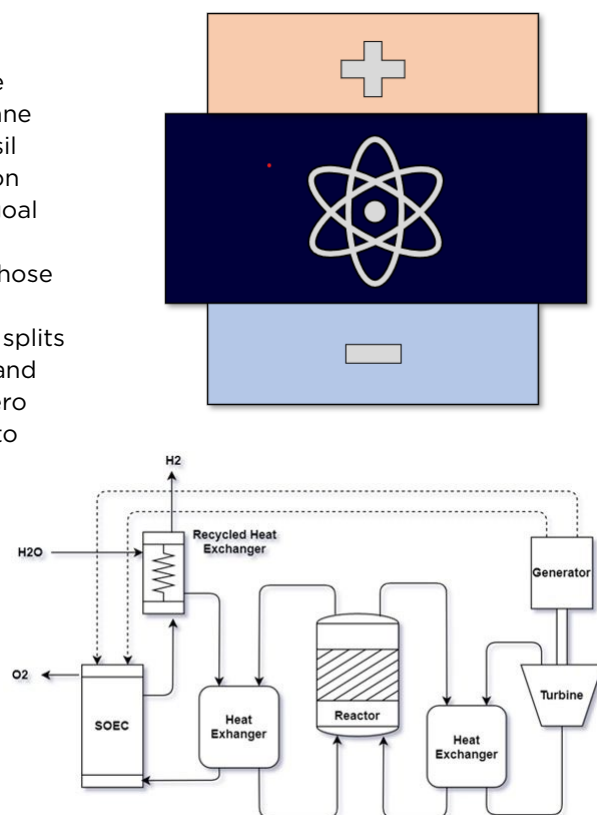 e
ane
sil
on
oal
hose
splits
and
ero
to
H2
Recycled Heat
Exchanger
H2O
Generator
O2
SOEC
Heat
Exhanger
Reactor
Heat
Exchanger
Turbine